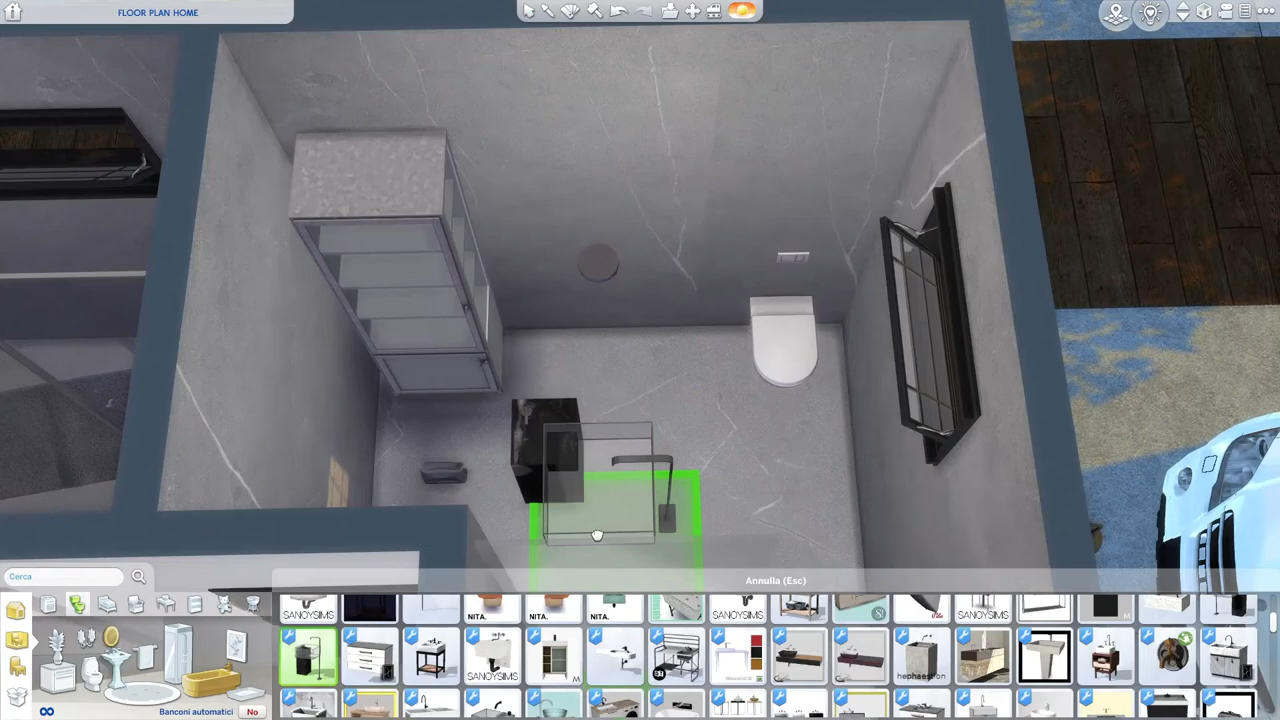 FLOOR PLAN HOME
Annulla (Esc)
Cerca
SANOYSIMS
NITA.
NITA.
SANOYSIMS
SANOYSIMS
M
SANOYSIMS
M
hephaestion
Banconi automatici
No